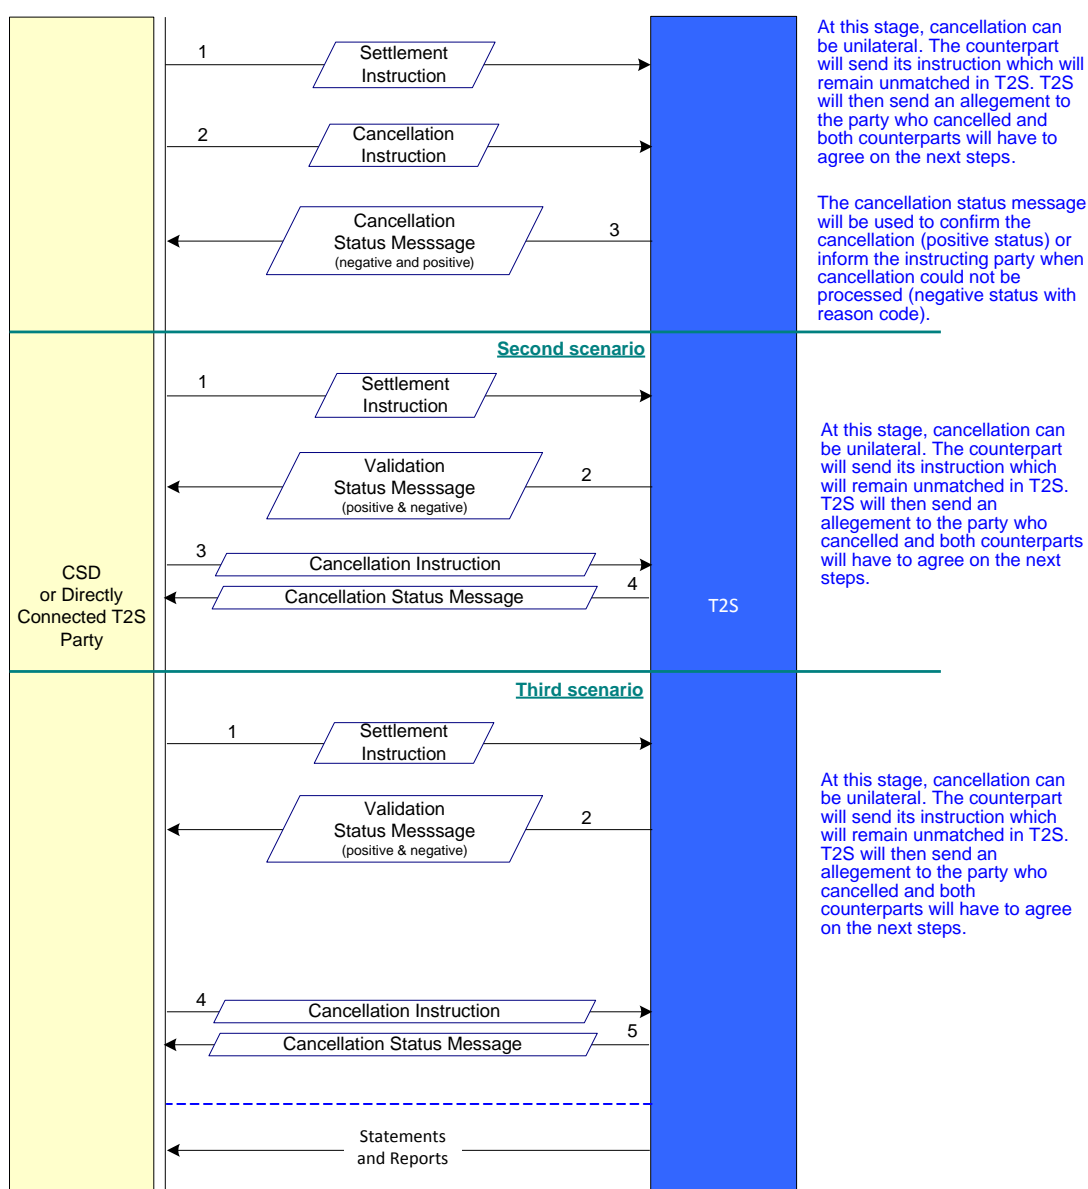 1
Settlement
Instruction
2
Cancellation
Instruction
Cancellation
Status Messsage
(negative and positive)
3
At this stage, cancellation can
be unilateral. The counterpart
will send its instruction which will
remain unmatched in T2S. T2S
will then send an allegement to
the party who cancelled and
both counterparts will have to
agree on the next steps.
The cancellation status message
will be used to confirm the
cancellation (positive status) or
inform the instructing party when
cancellation could not be
processed (negative status with
reason code).
Second scenario
1
Settlement
Instruction
Validation
Status Messsage
(positive & negative)
2
3
Cancellation Instruction
Cancellation Status Message
4
At this stage, cancellation can
be unilateral. The counterpart
will send its instruction which
will remain unmatched in T2S.
T2S will then send an
allegement to the party who
cancelled and both counterparts
will have to agree on the next
steps.
CSD
or Directly
Connected T2S
Party
T2S
Third scenario
1
Settlement
Instruction
Validation
Status Messsage
(positive & negative)
2
At this stage, cancellation can
be unilateral. The counterpart
will send its instruction which
will remain unmatched in T2S.
T2S will then send an
allegement to the party who
cancelled and both
counterparts will have to agree
on the next steps.
4
Cancellation Instruction
Cancellation Status Message
5
Statements
and Reports